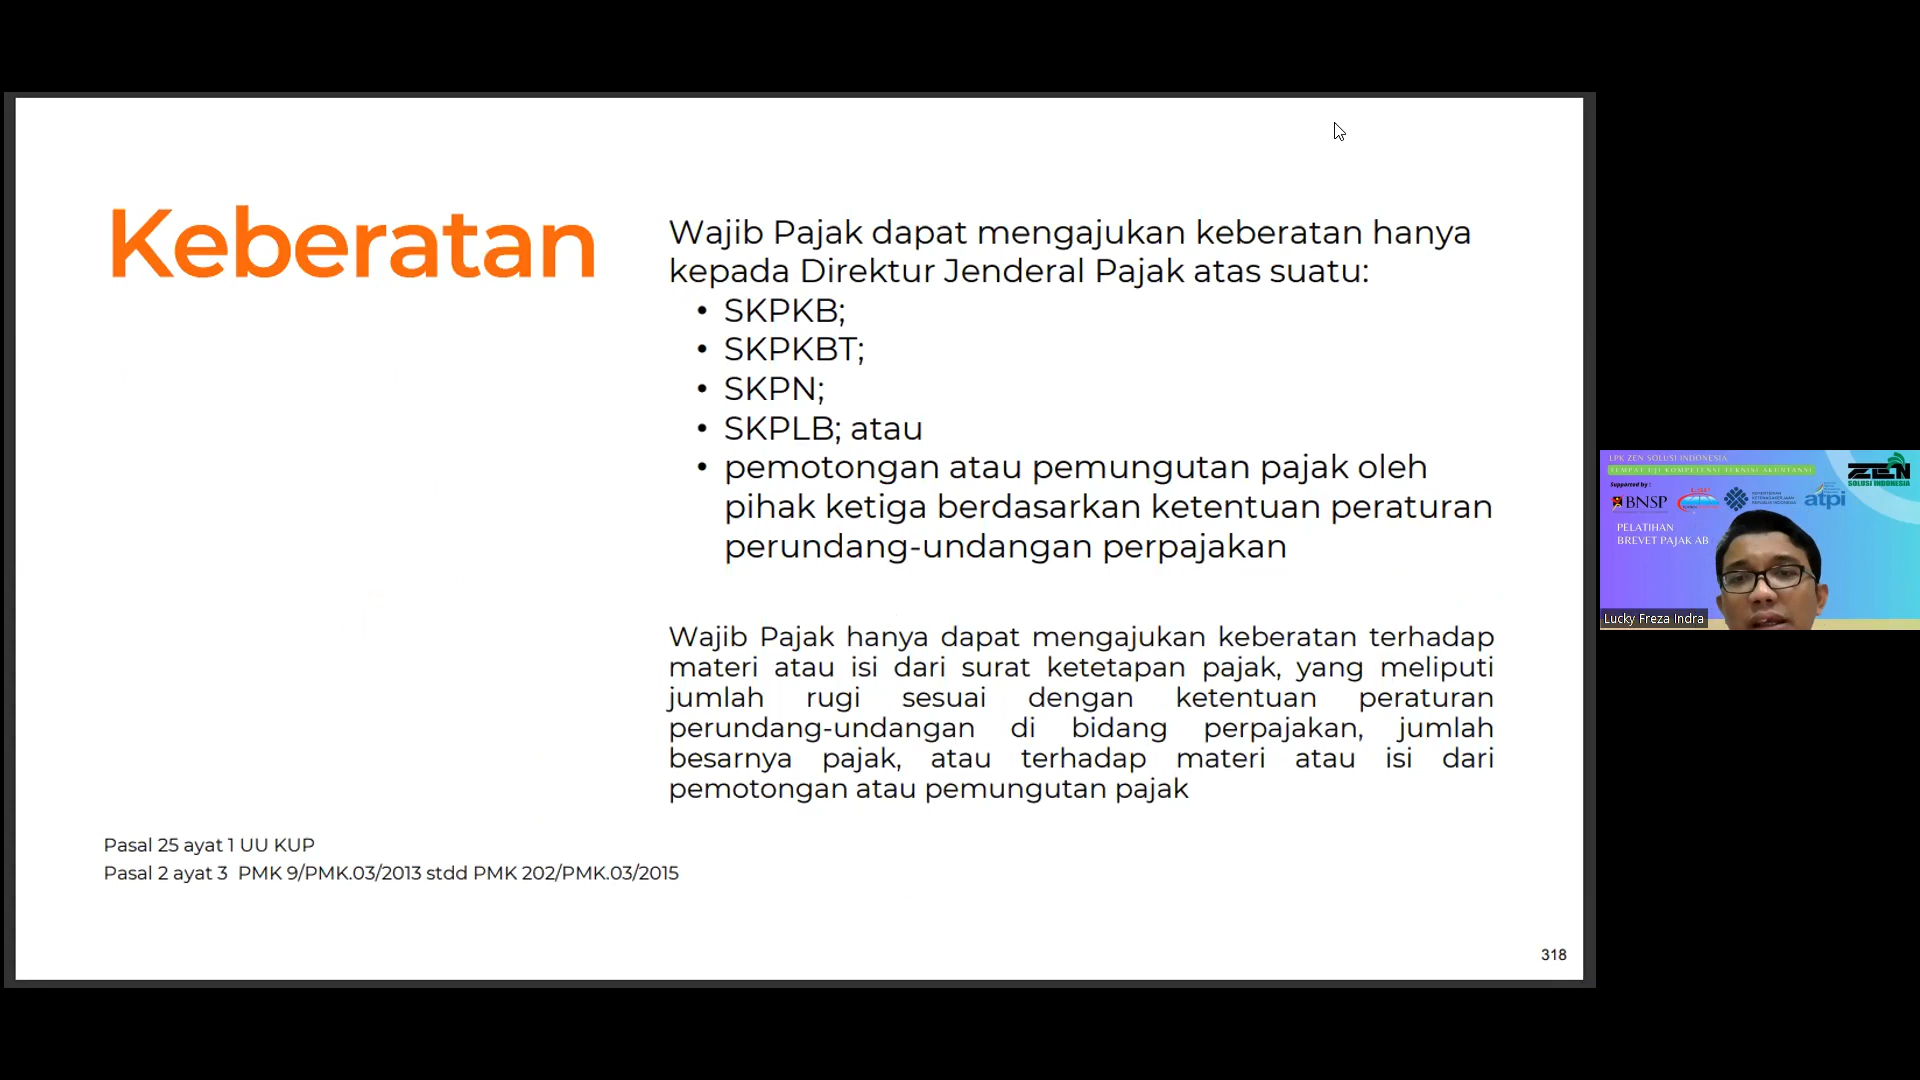 Keberatan
Wajib Pajak dapat mengajukan keberatan hanya
kepada Direktur Jenderal Pajak atas suatu:
• SKPKB;
• SKPKBT;
• SKPN;
• SKPLB; atau
• pemotongan atau pemungutan pajak oleh
pihak ketiga berdasarkan ketentuan peraturan
perundang-undangan perpajakan
Wajib Pajak hanya dapat mengajukan keberatan terhadap
materi atau isi dari surat ketetapan pajak, yang meliputi
jumlah rugi sesuai dengan ketentuan peraturan
perundang-undangan di bidang perpajakan, jumlah
besarnya pajak, atau terhadap materi atau isi dari
pemotongan atau pemungutan pajak
Pasal 25 ayat 1 UU KUP
Pasal 2 ayat 3 PMK 9/PMK.03/2013 stdd PMK 202/PMK.03/2015
318
LPK ZEN SOLUSI INDONESIA
TEMPAT UJI KOMPETENSI TEKNISI AKUNTANSI
ZEN
SOLUSI INDONESIA
Supported by :
BNSP
atpi
PELATIHAN
BREVET PAJAK AB
Lucky Freza Indra